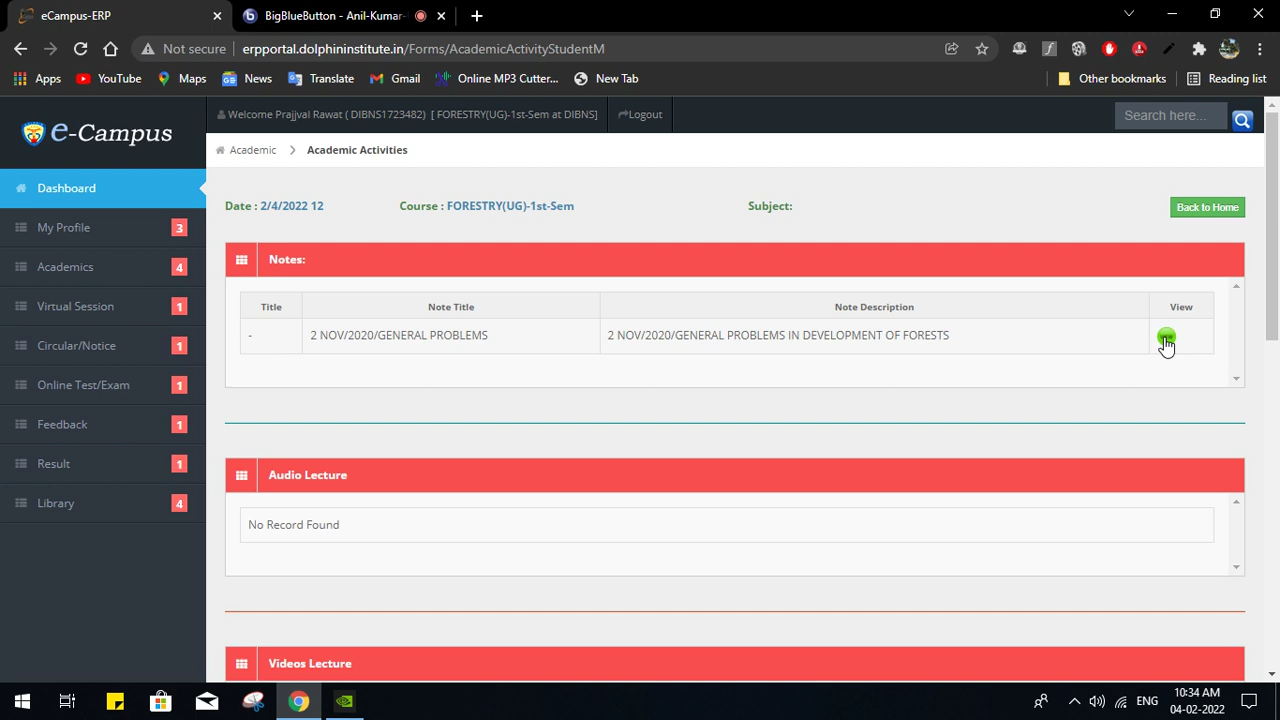 eCampus-ERP
BigBlueButton - Anil-Kumar-
Not secure
erpportal.dolphininstitute.in/Forms/AcademicActivityStudentM
Apps
YouTube
Maps
News
Translate
Gmail
Online MP3 Cutter...
New Tab
Other bookmarks
Reading list
e-Campus
Welcome Prajjval Rawat ( DIBNS1723482) [ FORESTRY(UG)-1st-Sem at DIBNS]
Logout
Search here...
Academic
Academic Activities
Dashboard
My Profile 3
Academics 4
Virtual Session 1
Circular/Notice 1
Online Test/Exam 1
Feedback 1
Result 1
Library 4
Date : 2/4/2022 12
Course : FORESTRY(UG)-1st-Sem
Subject:
Back to Home
Notes:
Title Note Title Note Description View
- 2 NOV/2020/GENERAL PROBLEMS 2 NOV/2020/GENERAL PROBLEMS IN DEVELOPMENT OF FORESTS
Audio Lecture
No Record Found
Videos Lecture
ENG
10:34 AM
04-02-2022